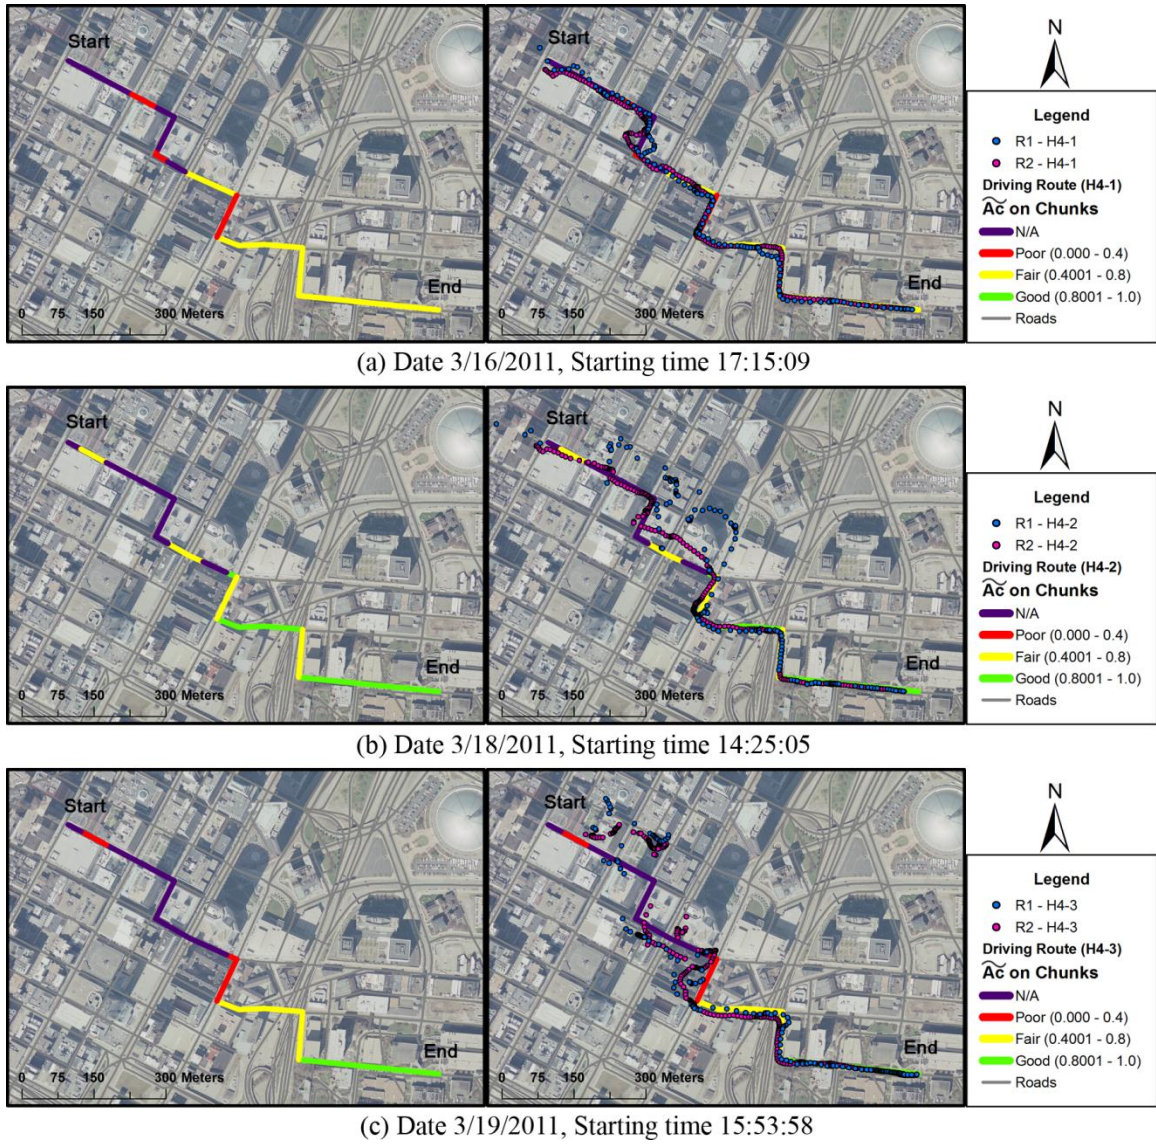 Start
End
0 75 150 300 Meters
Start
End
0 75 150 300 Meters
N
Legend
R1 - H4-1
R2 - H4-1
Driving Route (H4-1)
Ãc on Chunks
N/A
Poor (0.000 - 0.4)
Fair (0.4001 - 0.8)
Good (0.8001 - 1.0)
Roads
(a) Date 3/16/2011, Starting time 17:15:09
Start
End
0 75 150 300 Meters
Start
End
0 75 150 300 Meters
N
Legend
R1 - H4-2
R2 - H4-2
Driving Route (H4-2)
Ãc on Chunks
N/A
Poor (0.000 - 0.4)
Fair (0.4001 - 0.8)
Good (0.8001 - 1.0)
Roads
(b) Date 3/18/2011, Starting time 14:25:05
Start
End
0 75 150 300 Meters
Start
End
0 75 150 300 Meters
N
Legend
R1 - H4-3
R2 - H4-3
Driving Route (H4-3)
Ãc on Chunks
N/A
Poor (0.000 - 0.4)
Fair (0.4001 - 0.8)
Good (0.8001 - 1.0)
Roads
(c) Date 3/19/2011, Starting time 15:53:58